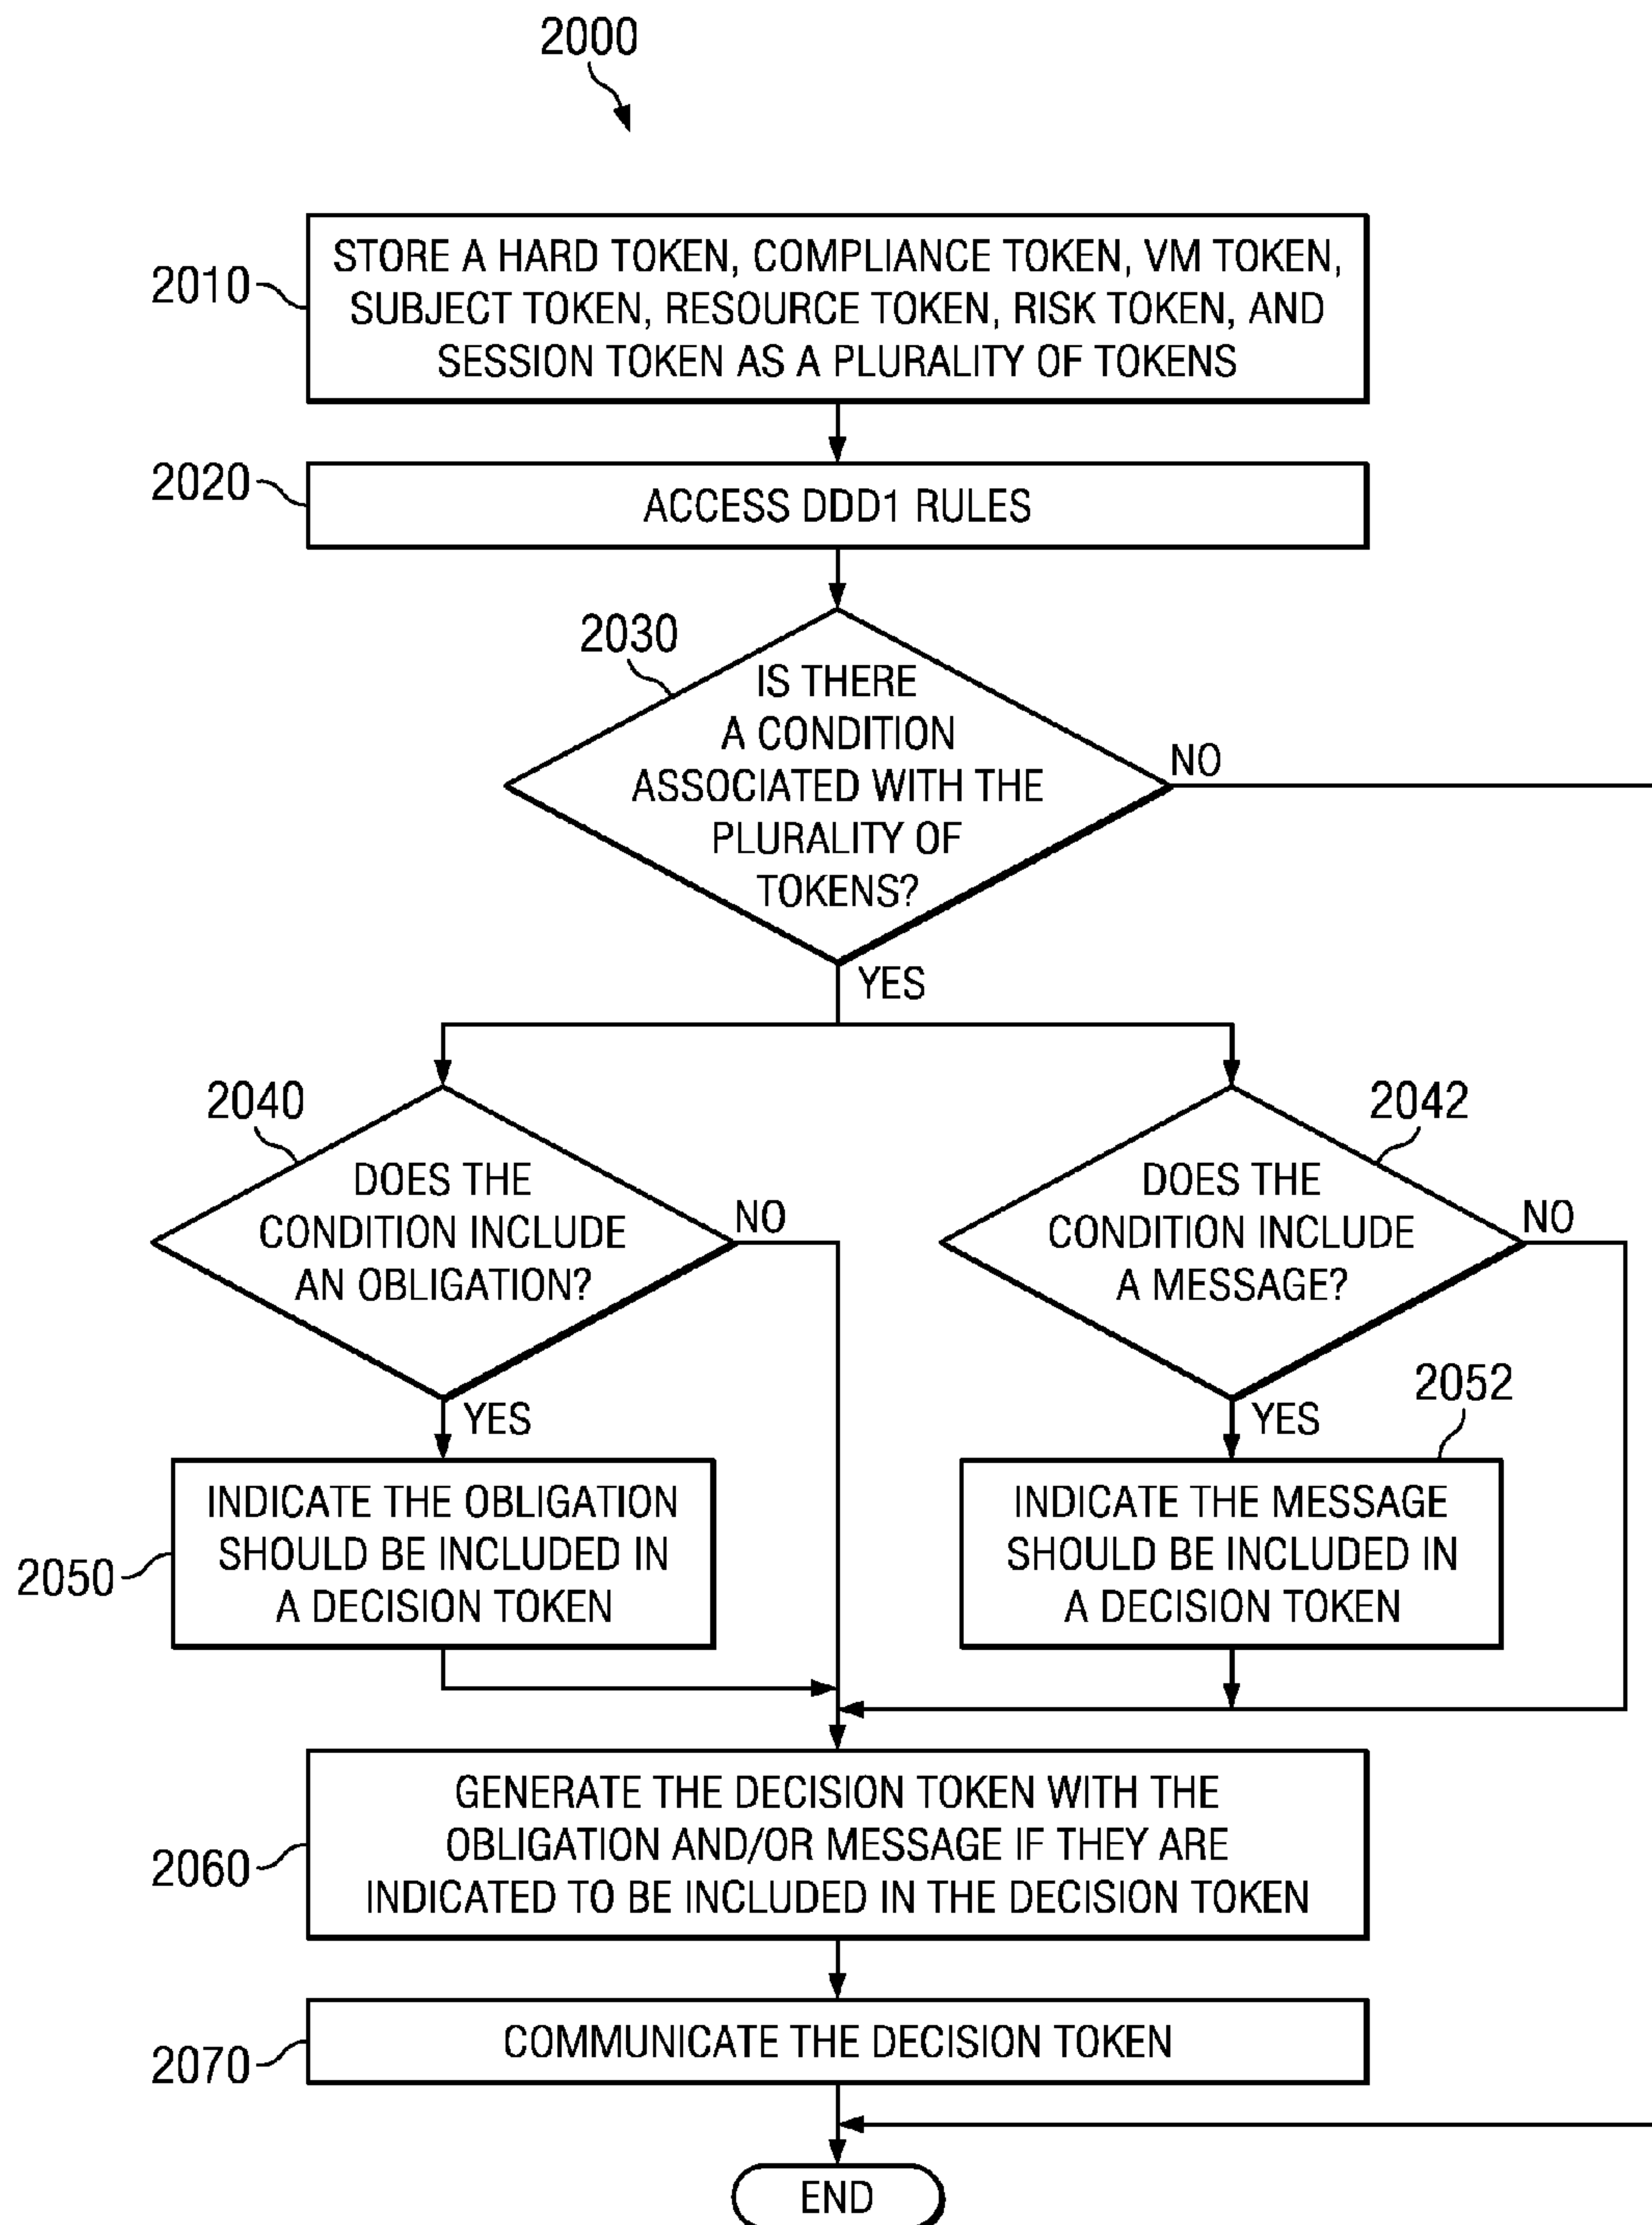 2000
2010
STORE A HARD TOKEN, COMPLIANCE TOKEN, VM TOKEN,
SUBJECT TOKEN, RESOURCE TOKEN, RISK TOKEN, AND
SESSION TOKEN AS A PLURALITY OF TOKENS
2020
ACCESS DDD1 RULES
2030
IS THERE
A CONDITION
ASSOCIATED WITH THE
PLURALITY OF
TOKENS?
NO
YES
2040
DOES THE
CONDITION INCLUDE
AN OBLIGATION?
NO
YES
2042
DOES THE
CONDITION INCLUDE
A MESSAGE?
NO
YES
2050
INDICATE THE OBLIGATION
SHOULD BE INCLUDED IN
A DECISION TOKEN
2052
INDICATE THE MESSAGE
SHOULD BE INCLUDED IN
A DECISION TOKEN
2060
GENERATE THE DECISION TOKEN WITH THE
OBLIGATION AND/OR MESSAGE IF THEY ARE
INDICATED TO BE INCLUDED IN THE DECISION TOKEN
2070
COMMUNICATE THE DECISION TOKEN
END